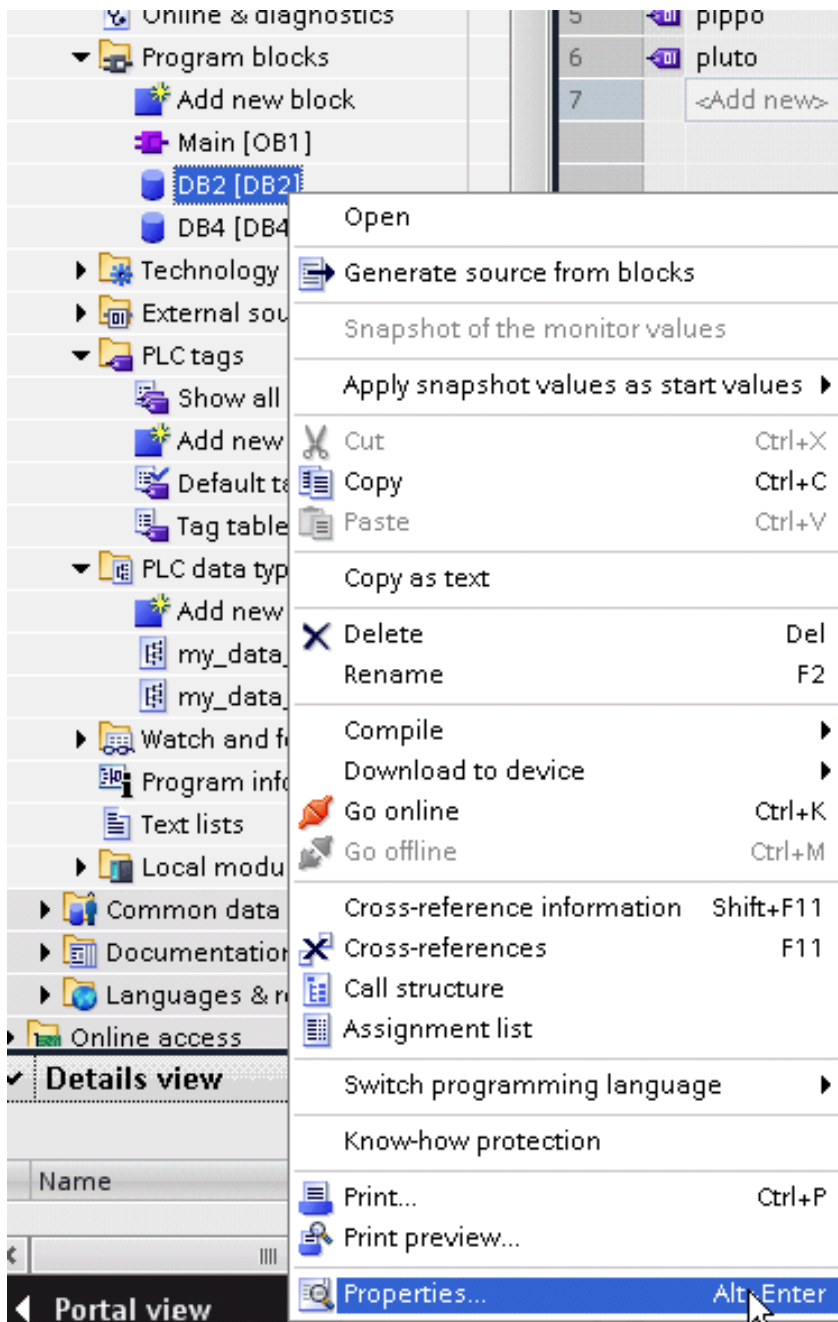 Online & diagnostics
Program blocks
Add new block
Main [OB1]
DB2 [DB2]
DB4 [DB4
Technology
External sou
PLC tags
Show all
Add new
Default ta
Tag table
PLC data typ
Add new
my_data_
my_data_
Watch and fo
Program info
Text lists
Local modu
Common data
Documentation
Languages & re
Online access
Details view
Name
Portal view
5 pippo
6 pluto
7 <Add new>
Open
Generate source from blocks
Snapshot of the monitor values
Apply snapshot values as start values
Cut Ctrl+X
Copy Ctrl+C
Paste Ctrl+V
Copy as text
Delete Del
Rename F2
Compile
Download to device
Go online Ctrl+K
Go offline Ctrl+M
Cross-reference information Shift+F11
Cross-references F11
Call structure
Assignment list
Switch programming language
Know-how protection
Print... Ctrl+P
Print preview...
Properties... Alt+Enter